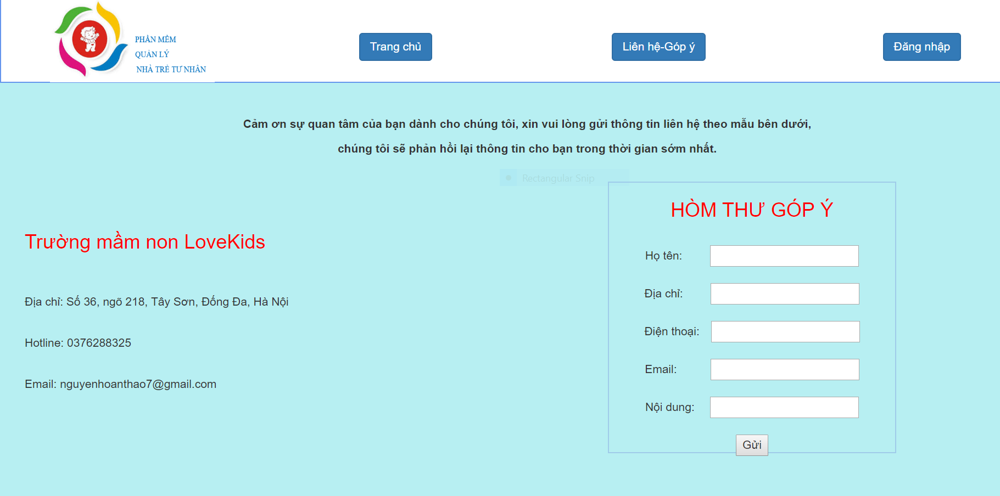 PHẦN MỀM
QUẢN LÝ
NHÀ TRẺ TƯ NHÂN
Trang chủ
Liên hệ-Góp ý
Đăng nhập
Cảm ơn sự quan tâm của bạn dành cho chúng tôi, xin vui lòng gửi thông tin liên hệ theo mẫu bên dưới,
chúng tôi sẽ phản hồi lại thông tin cho bạn trong thời gian sớm nhất.
Rectangular Snip
Trường mầm non LoveKids
Địa chỉ: Số 36, ngõ 218, Tây Sơn, Đống Đa, Hà Nội
Hotline: 0376288325
Email: nguyenhoanthao7@gmail.com
HÒM THƯ GÓP Ý
Họ tên:
Địa chỉ:
Điện thoại:
Email:
Nội dung:
Gửi